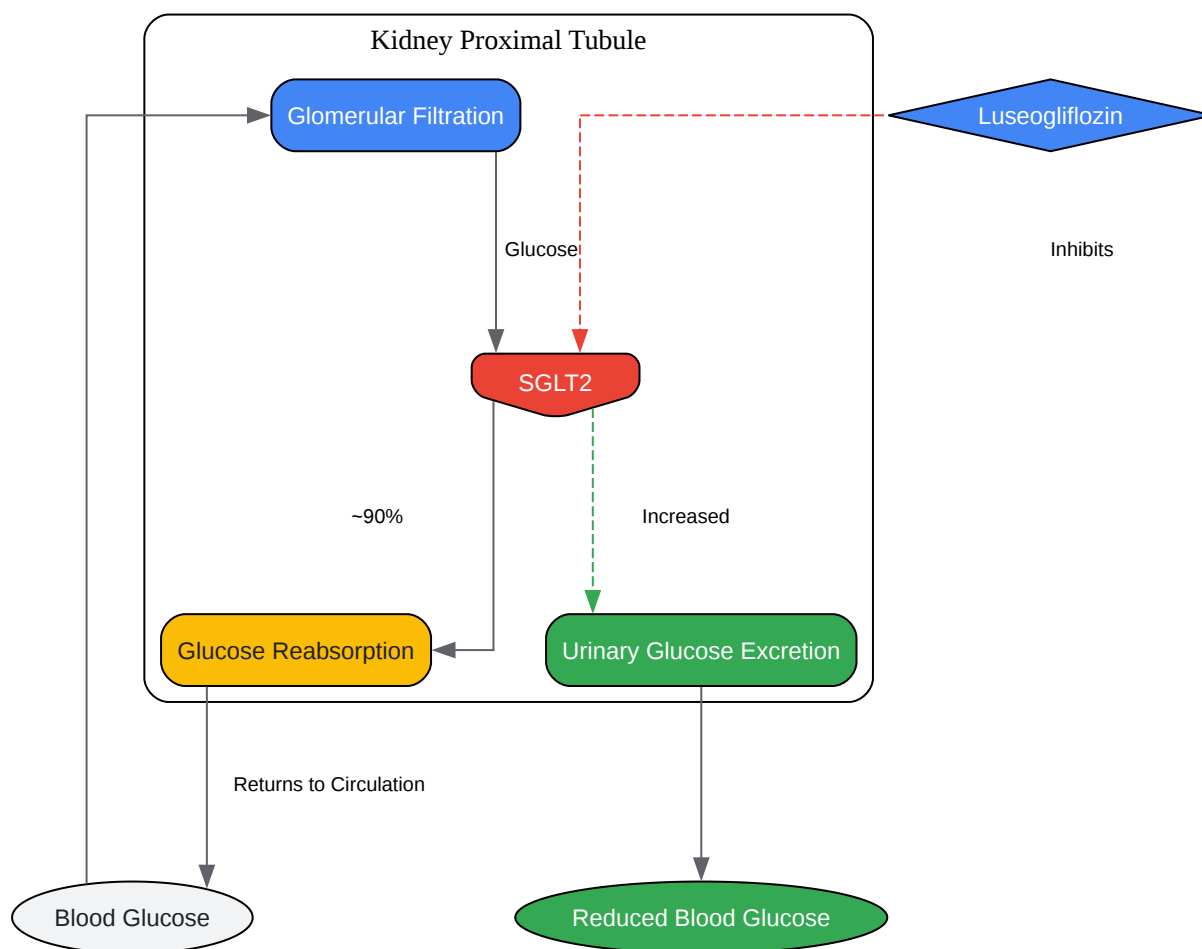 Kidney Proximal Tubule
Glomerular Filtration
Luseogliflozin
Glucose
Inhibits
SGLT2
~90%
Increased
Glucose Reabsorption
Urinary Glucose Excretion
Returns to Circulation
Blood Glucose
Reduced Blood Glucose